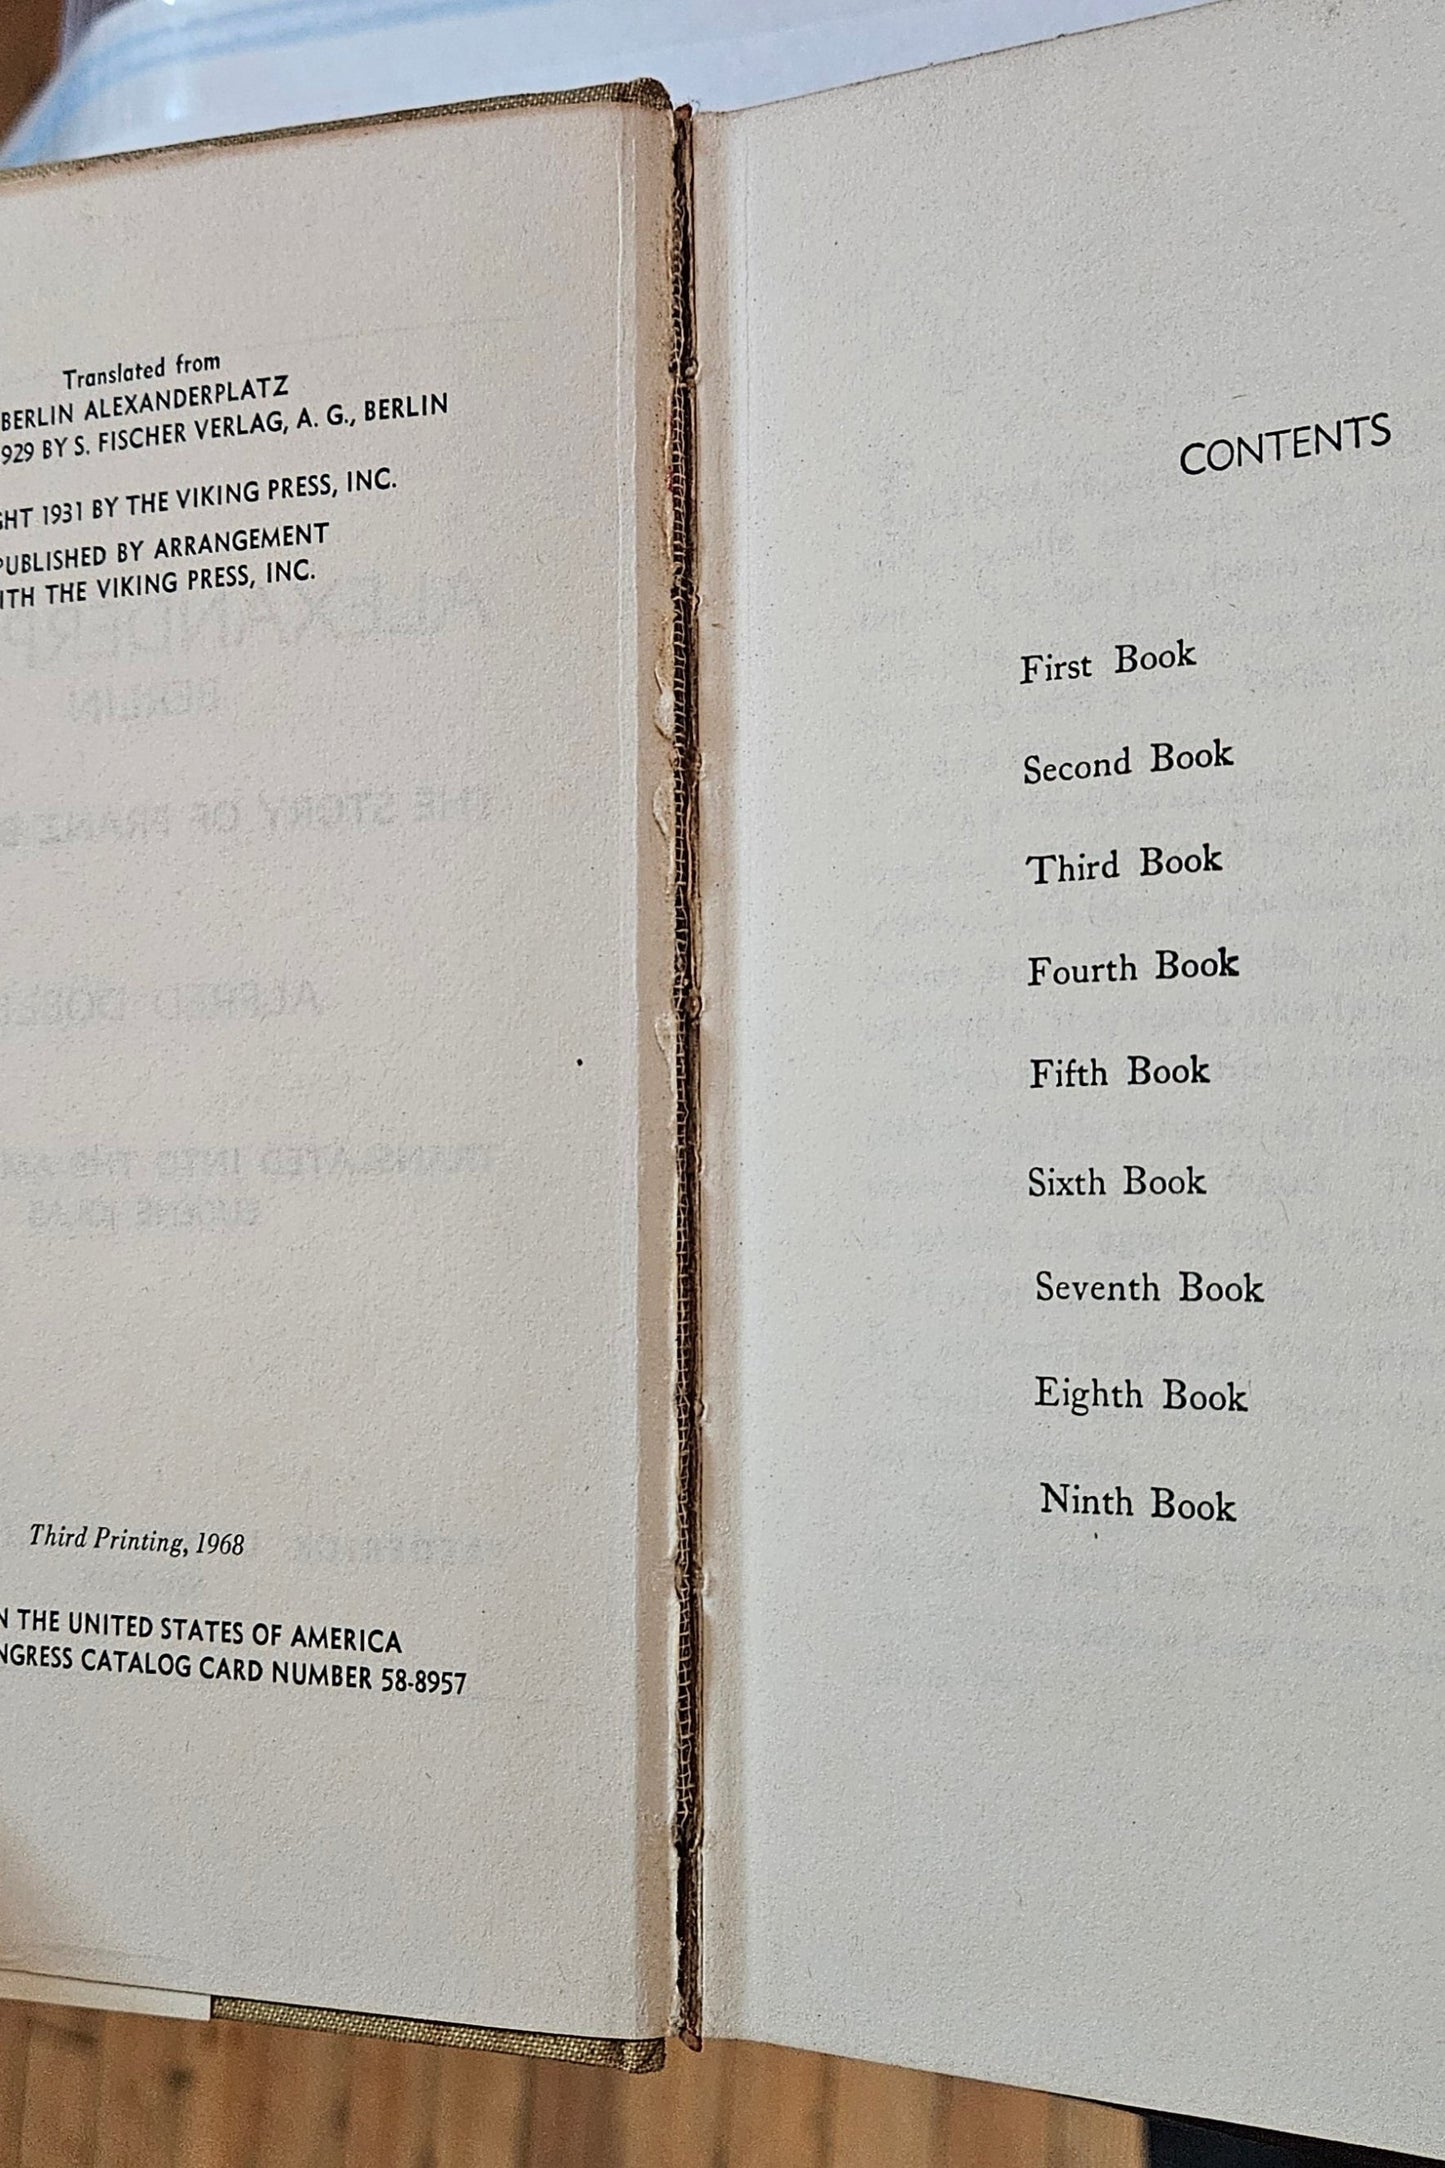 Translated from
BERLIN ALEXANDERPLATZ
929 BY S. FISCHER VERLAG, A. G., BERLIN
GHT 1931 BY THE VIKING PRESS, INC.
PUBLISHED BY ARRANGEMENT
ITH THE VIKING PRESS, INC.
Third Printing, 1968
N THE UNITED STATES OF AMERICA
NGRESS CATALOG CARD NUMBER 58-8957
CONTENTS
First Book
Second Book
Third Book
Fourth Book
Fifth Book
Sixth Book
Seventh Book
Eighth Book
Ninth Book